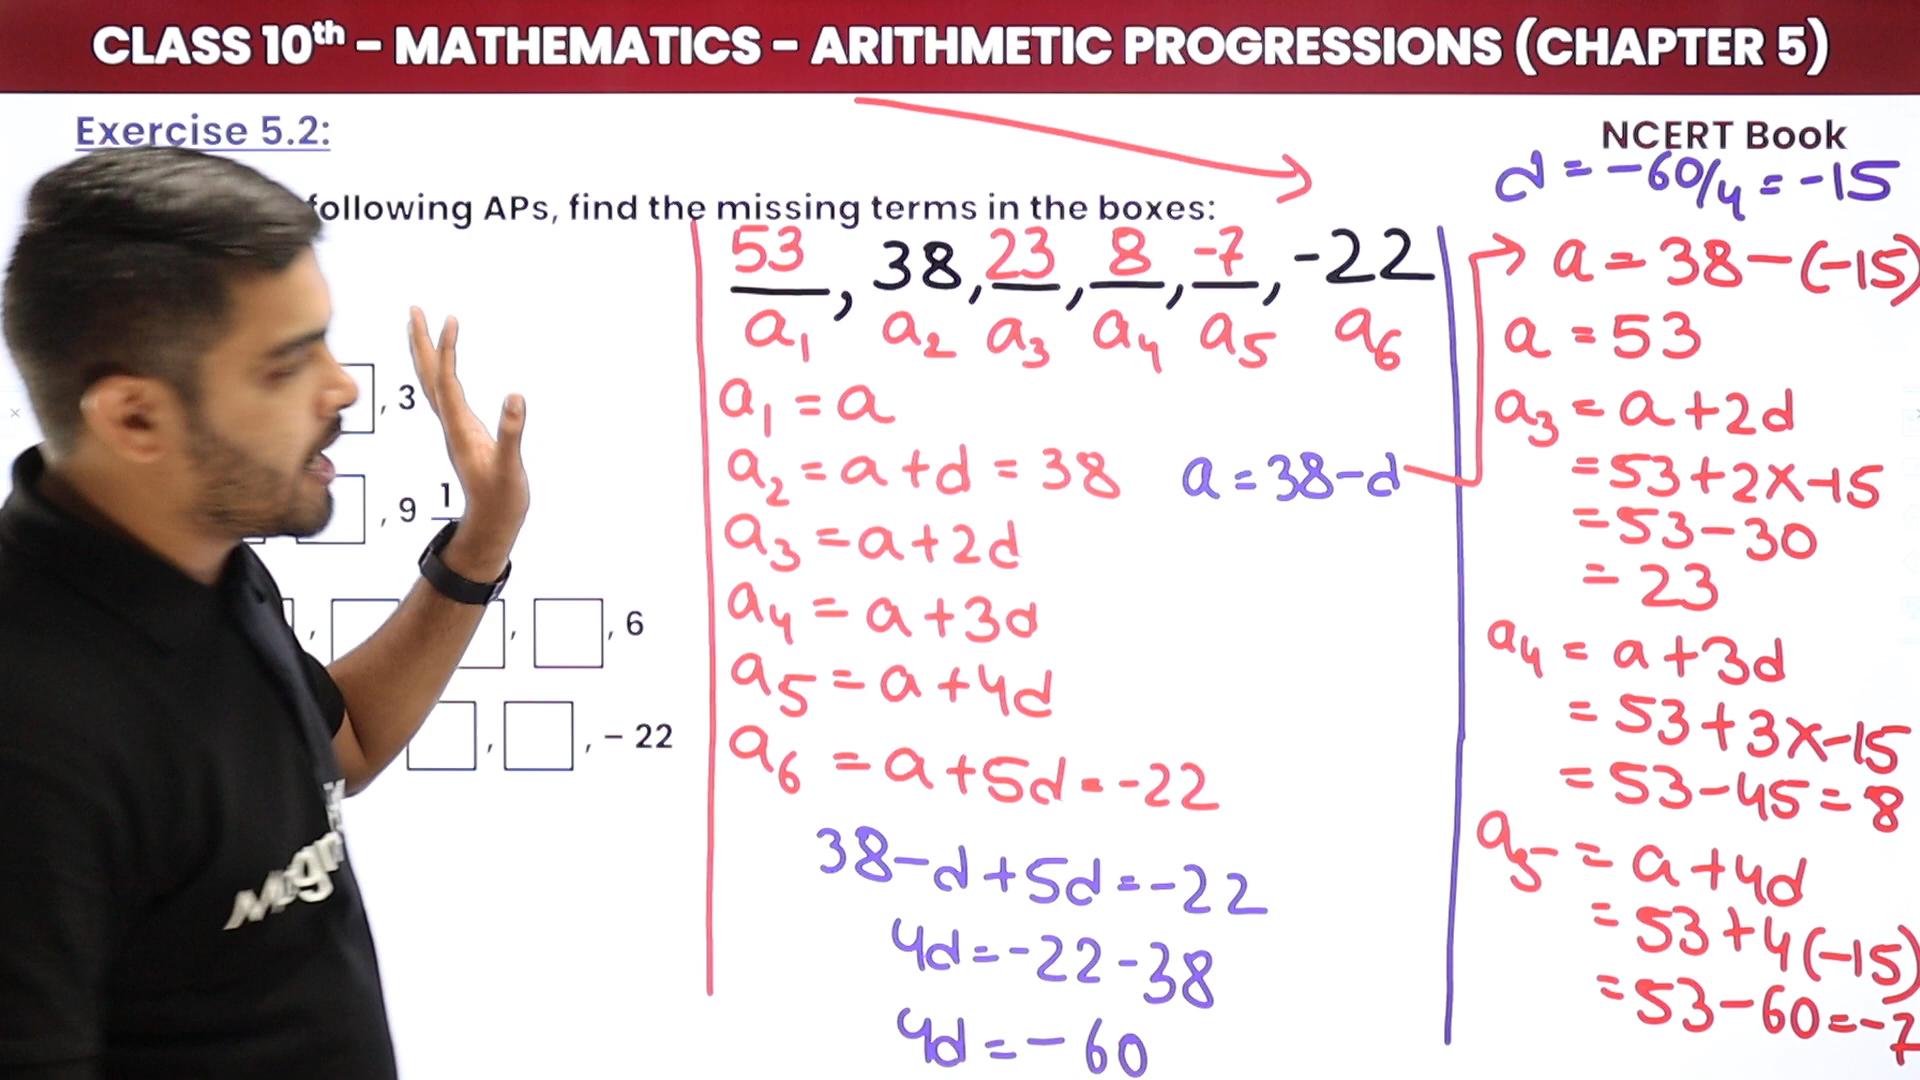 CLASS 10th – MATHEMATICS – ARITHMETIC PROGRESSIONS (CHAPTER 5)
Exercise 5.2:
NCERT Book
following APs, find the missing terms in the boxes:
, 3
, 9 1
, , , 6
, , – 22
53, 38, 23, 8, -7, -22
a₁ a₂ a₃ a₄ a₅ a₆
a₁ = a
a₂ = a + d = 38 a = 38 - d
a₃ = a + 2d
a₄ = a + 3d
a₅ = a + 4d
a₆ = a + 5d = -22
38 - d + 5d = -22
4d = -22 - 38
4d = -60
d = -60/4 = -15
a = 38 - (-15)
a = 53
a₃ = a + 2d
= 53 + 2 x -15
= 53 - 30
= 23
a₄ = a + 3d
= 53 + 3 x -15
= 53 - 45 = 8
a₅ = a + 4d
= 53 + 4(-15)
= 53 - 60 = -7